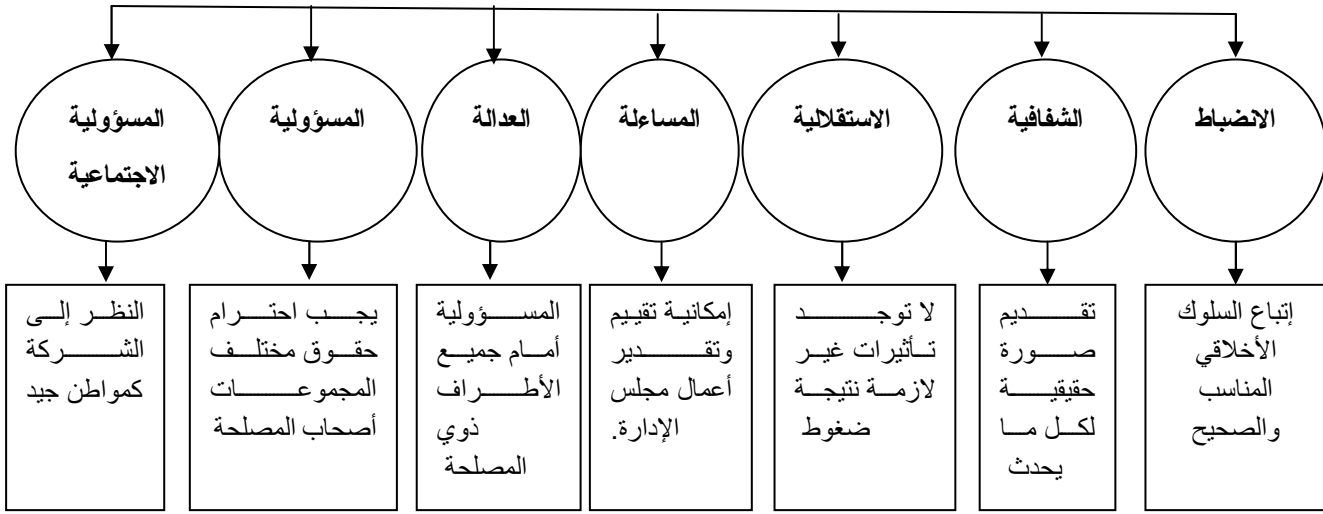 الانضباط
الشفافية
الاستقلالية
المساءلة
العدالة
المسؤولية
المسؤولية
الاجتماعية
إتباع السلوك
الأخلاقي
المناسب
والصحيح
تقديم
صورة
حقيقية
لكل ما
يحدث
لا توجد
تأثيرات غير
لازمة نتيجة
ضغوط
إمكانية تقييم
وتقدير
أعمال مجلس
الإدارة.
المسؤولية
أمام جميع
الأطراف
ذوي
المصلحة
يجب احترام
حقوق مختلف
المجموعات
أصحاب المصلحة
النظر إلى
الشركة
كمواطن جيد